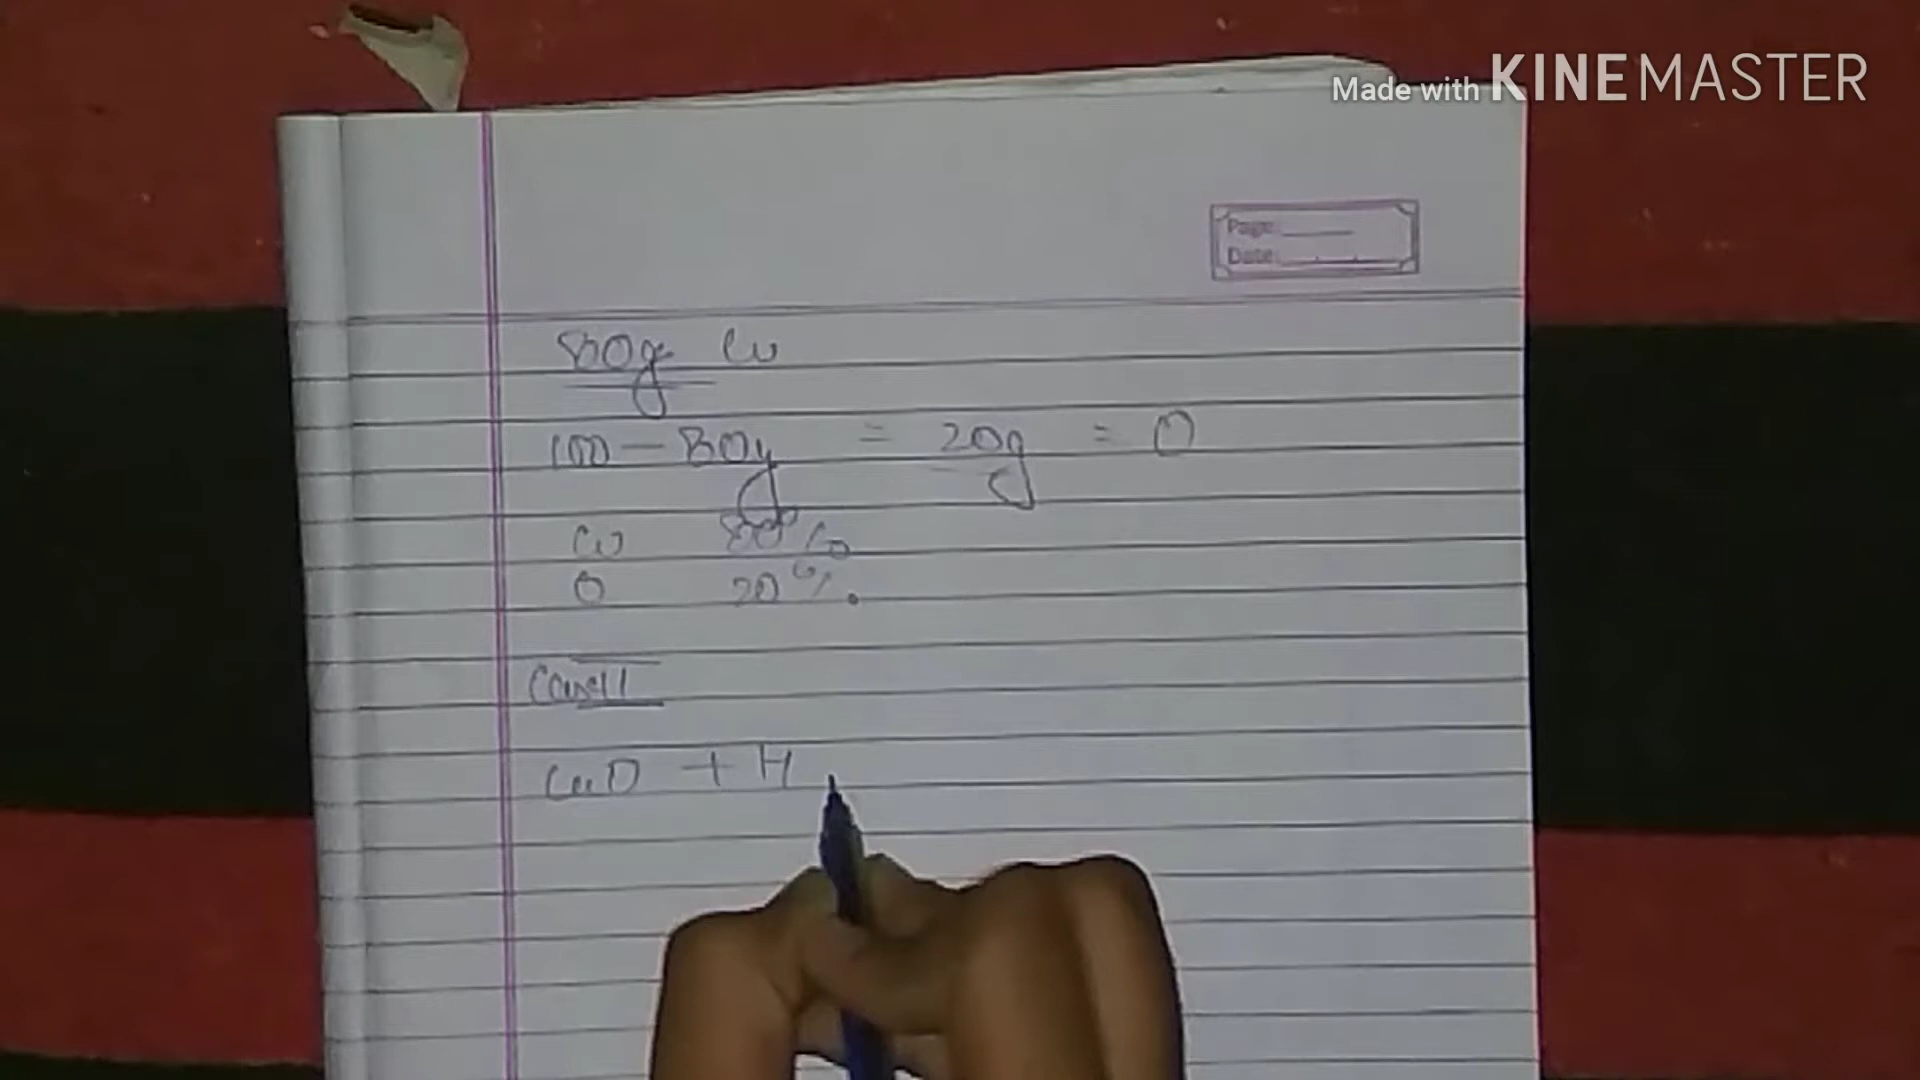 Made with KINEMASTER
Page:
Date:
80g Cu
100 - 80g = 20g = O
Cu 80%
O 20%.
Case II
CuO + H